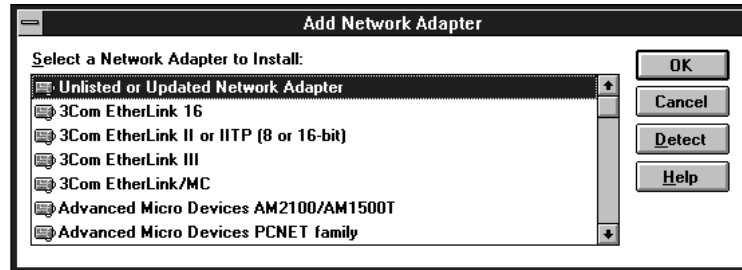 Add Network Adapter
Select a Network Adapter to Install:
Unlisted or Updated Network Adapter
3Com EtherLink 16
3Com EtherLink II or IITP (8 or 16-bit)
3Com EtherLink III
3Com EtherLink/MC
Advanced Micro Devices AM2100/AM1500T
Advanced Micro Devices PCNET family
OK
Cancel
Detect
Help